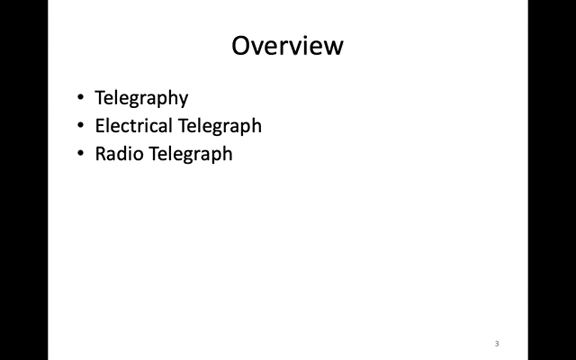 Overview
• Telegraphy
• Electrical Telegraph
• Radio Telegraph
3